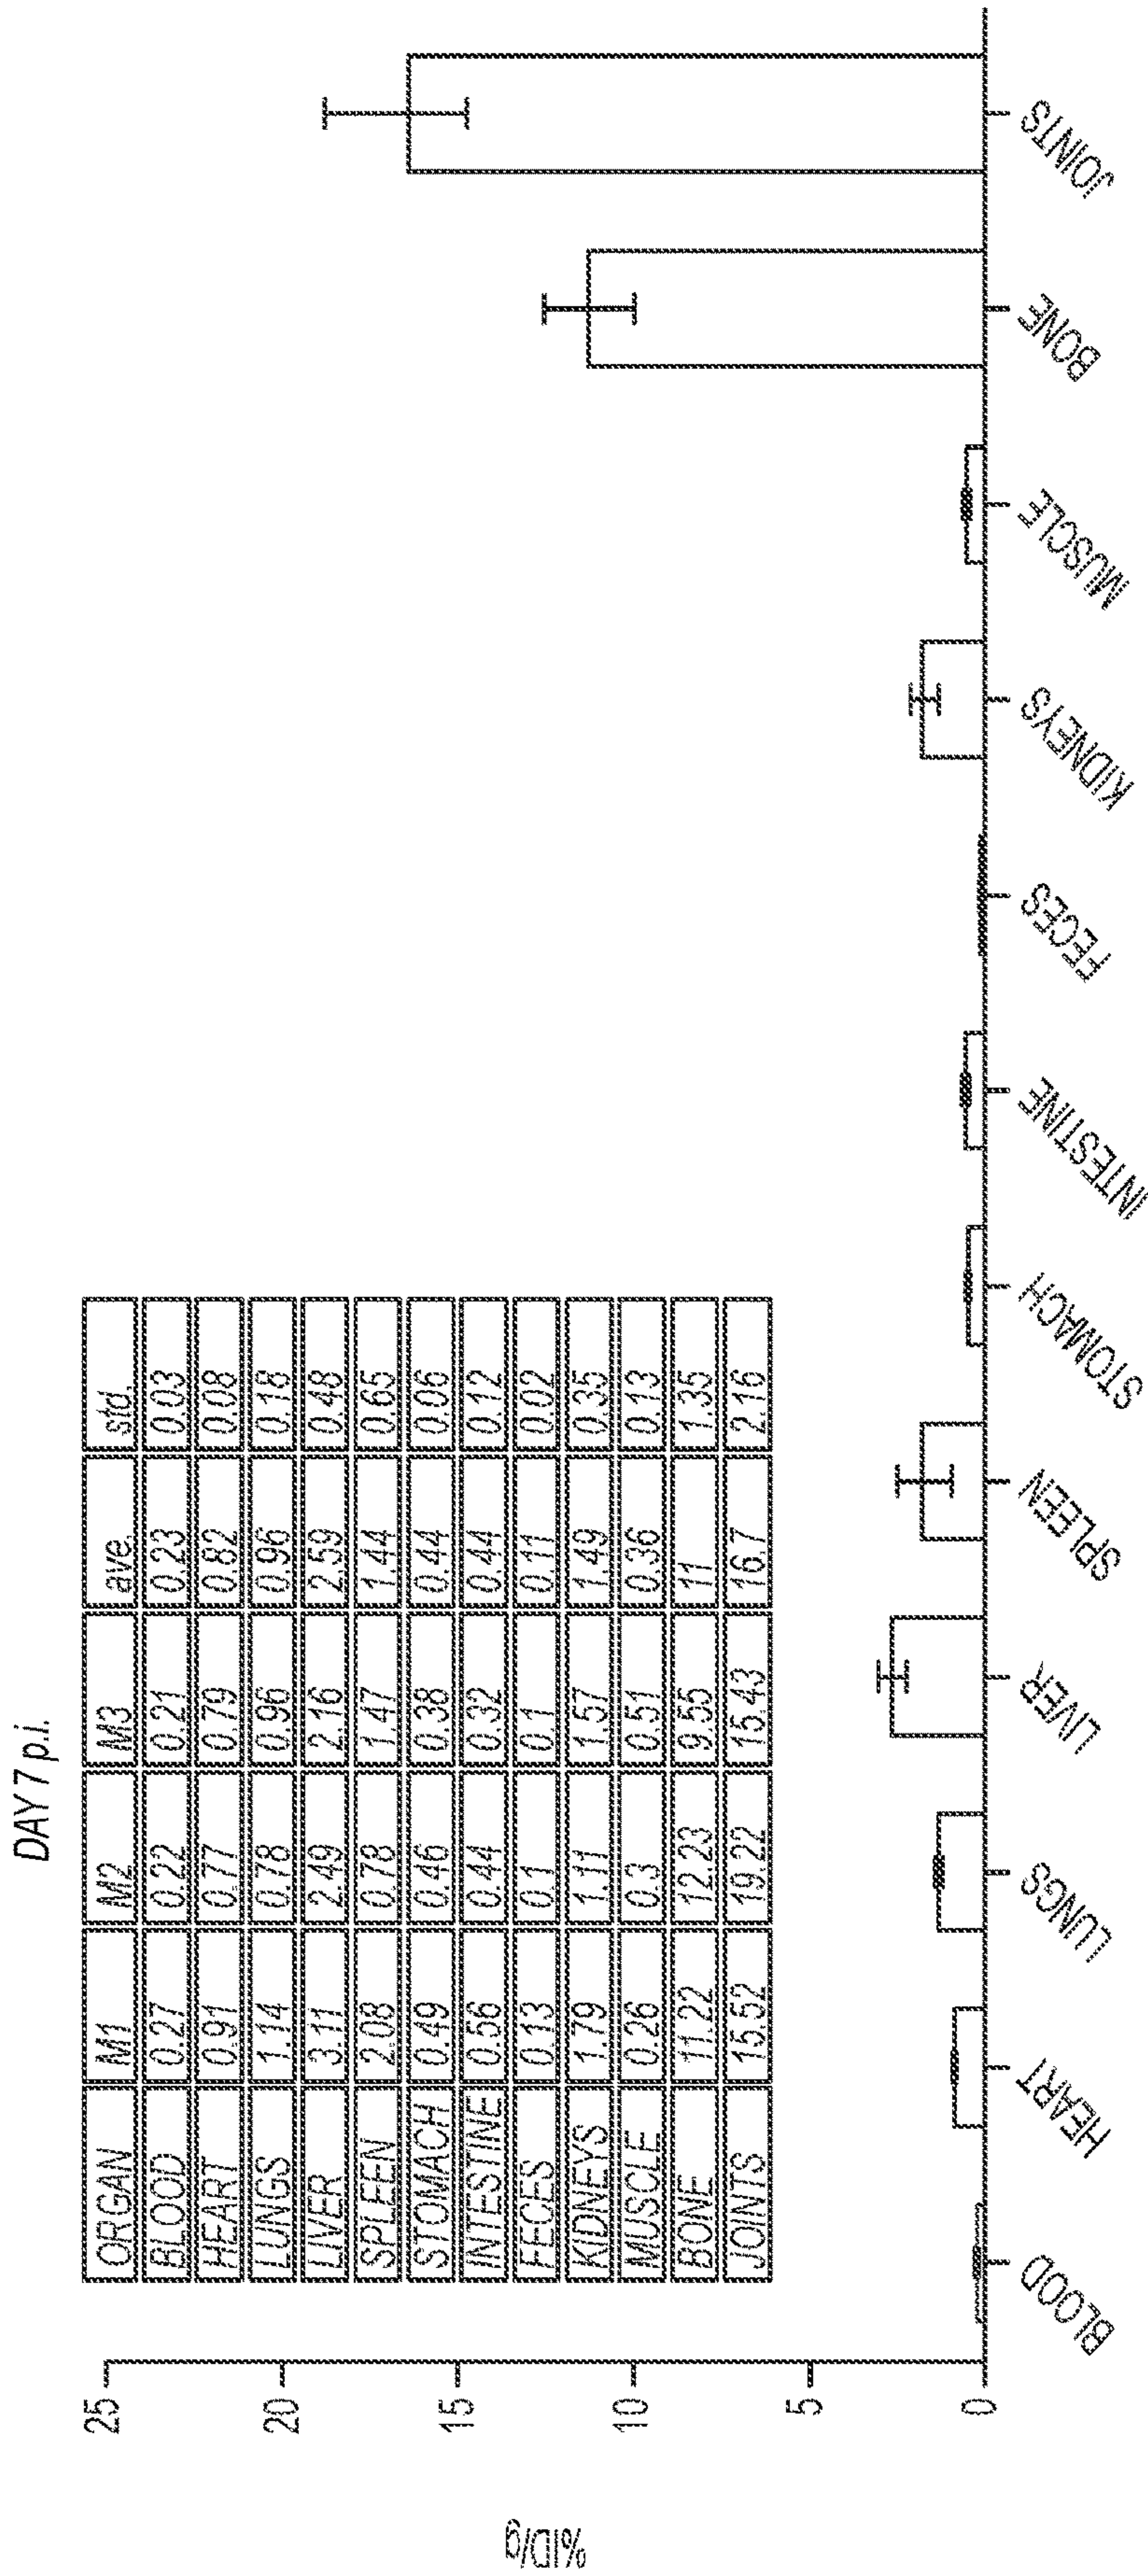 DAY 7 p.i.
ORGAN M1 M2 M3 ave. std.
BLOOD 0.27 0.22 0.21 0.23 0.03
HEART 0.91 0.77 0.79 0.82 0.08
LUNGS 1.14 0.78 0.96 0.96 0.18
LIVER 3.11 2.49 2.16 2.59 0.48
SPLEEN 2.08 0.78 1.47 1.44 0.65
STOMACH 0.49 0.46 0.38 0.44 0.06
INTESTINE 0.56 0.44 0.32 0.44 0.12
FECES 0.13 0.1 0.1 0.11 0.02
KIDNEYS 1.79 1.11 1.57 1.49 0.35
MUSCLE 0.26 0.3 0.51 0.36 0.13
BONE 11.22 12.23 9.55 11 1.35
JOINTS 15.52 19.22 15.43 16.7 2.16
%ID/g
25
20
15
10
5
0
BLOOD HEART LUNGS LIVER SPLEEN STOMACH INTESTINE FECES KIDNEYS MUSCLE BONE JOINTS